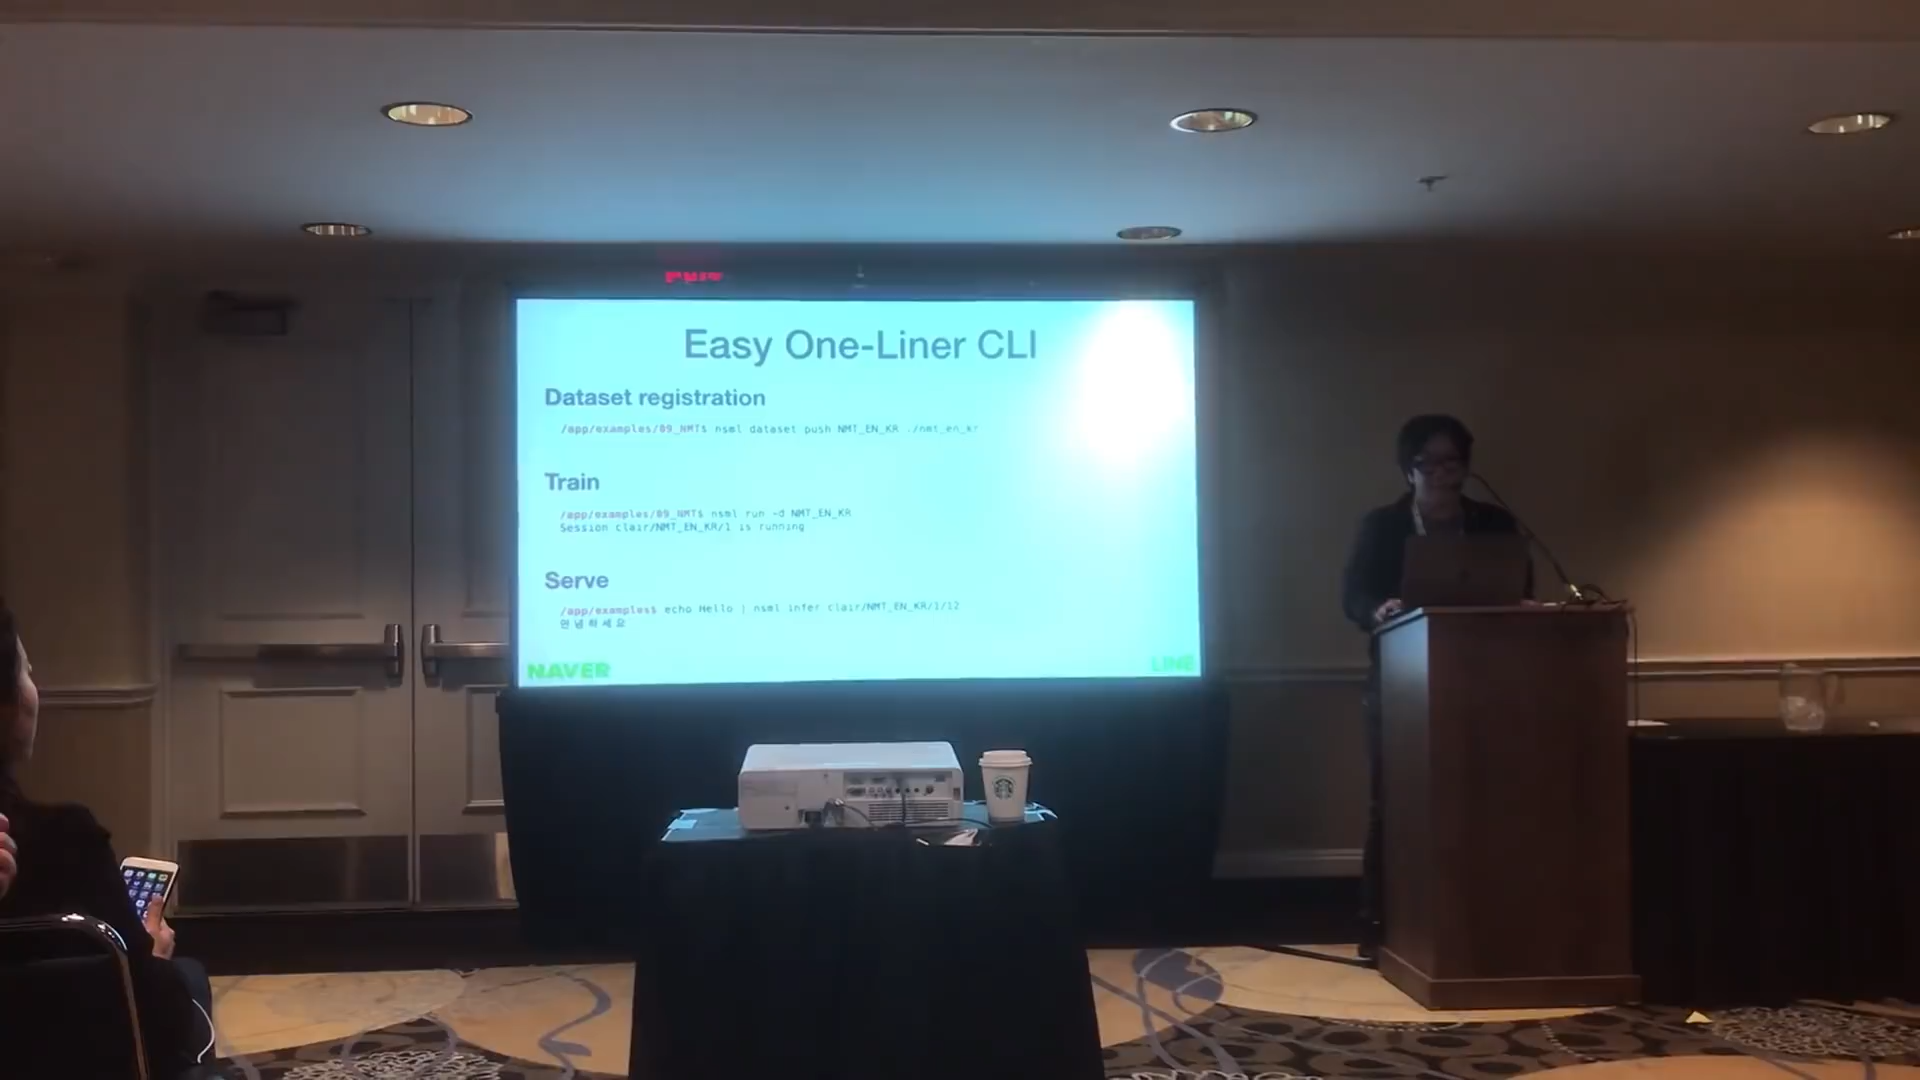 Easy One-Liner CLI
Dataset registration
/app/examples/09_NMT$ nsml dataset push NMT_EN_KR ./nmt_en_kr
Train
/app/examples/09_NMT$ nsml run -d NMT_EN_KR
Session clair/NMT_EN_KR/1 is running
Serve
/app/examples$ echo Hello | nsml infer clair/NMT_EN_KR/1/12
안녕하세요
NAVER
LINE